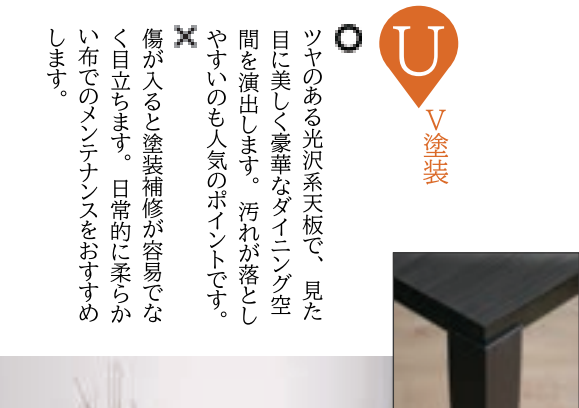 UV塗装
○
ツヤのある光沢系天板で、見た
目に美しく豪華なダイニング空
間を演出します。汚れが落とし
やすいのも人気のポイントです。
×
傷が入ると塗装補修が容易でな
く目立ちます。日常的に柔らか
い布でのメンテナンスをおすすめ
します。